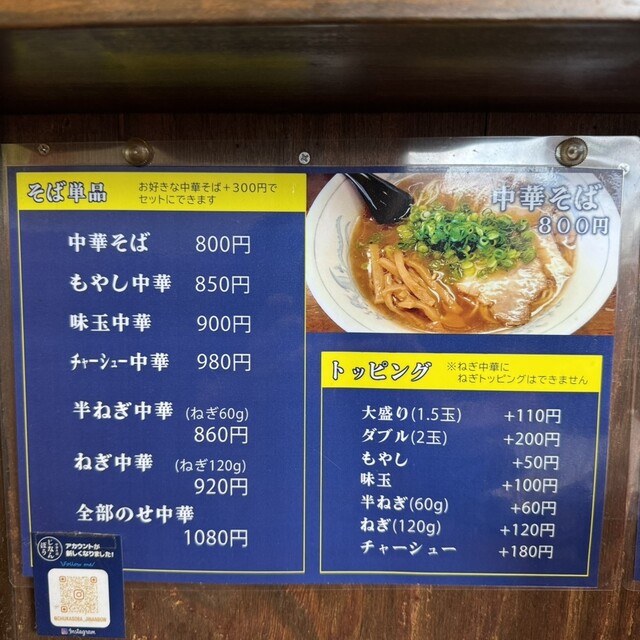 そば単品
お好きな中華そば+300円で
セットにできます
中華そば 800円
もやし中華 850円
味玉中華 900円
チャーシュー中華 980円
半ねぎ中華 (ねぎ60g)
860円
ねぎ中華 (ねぎ120g)
920円
全部のせ中華
1080円
中華そば
800円
トッピング
※ねぎ中華に
ねぎトッピングはできません
大盛り(1.5玉) +110円
ダブル(2玉) +200円
もやし +50円
味玉 +100円
半ねぎ(60g) +60円
ねぎ(120g) +120円
チャーシュー +180円
アカウントが
新しくなりました!
Follow me!
Instagram